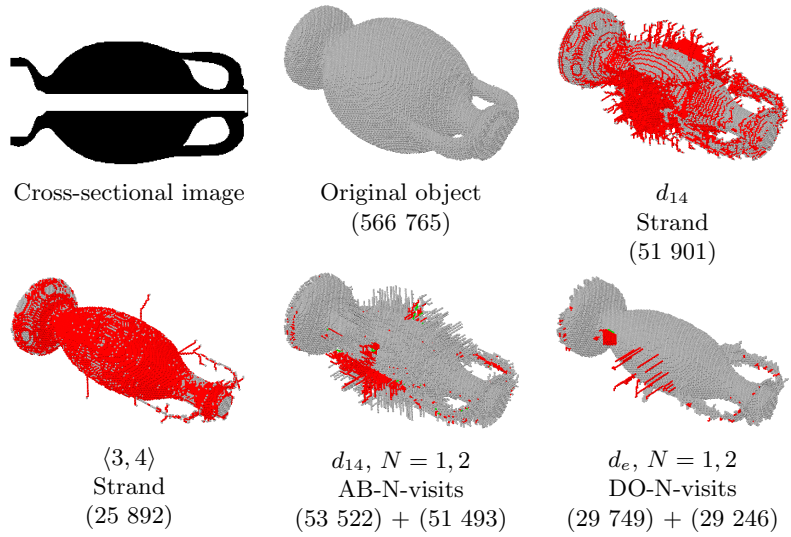 Cross-sectional image
Original object
(566 765)
d₁₄
Strand
(51 901)
⟨3, 4⟩
Strand
(25 892)
d₁₄, N = 1, 2
AB-N-visits
(53 522) + (51 493)
dₑ, N = 1, 2
DO-N-visits
(29 749) + (29 246)